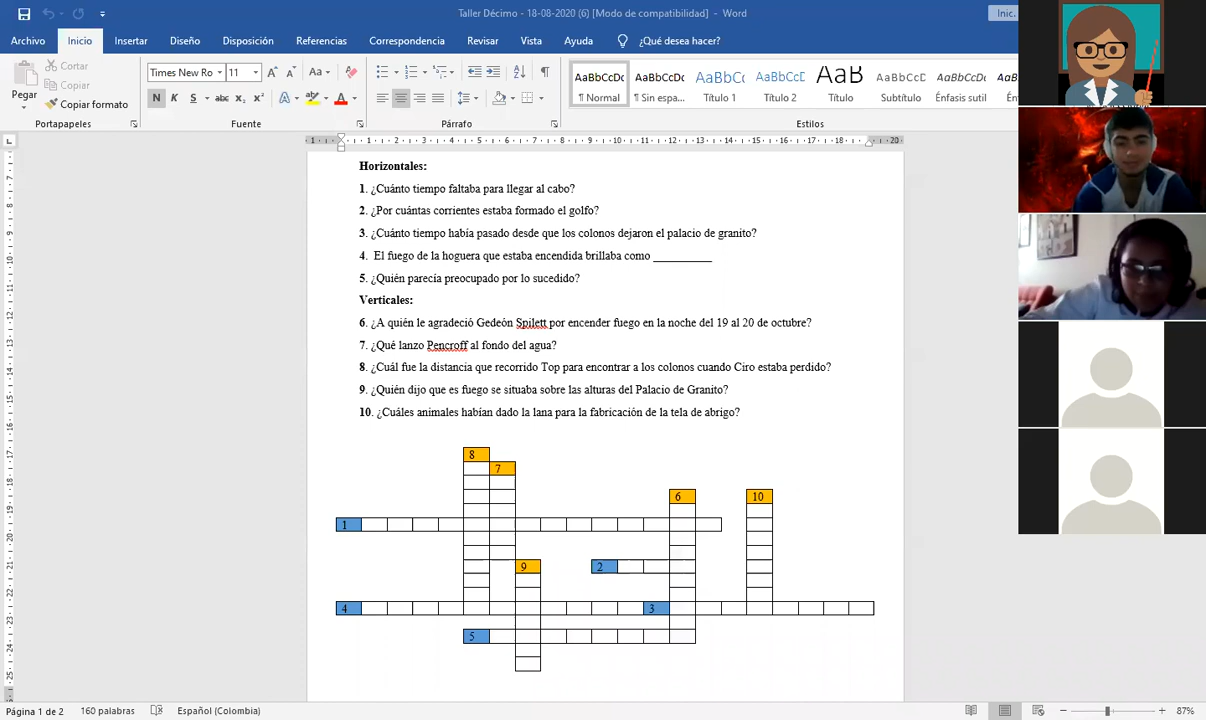 Taller Décimo - 18-08-2020 (6) [Modo de compatibilidad] - Word
Inic.
Archivo Inicio Insertar Diseño Disposición Referencias Correspondencia Revisar Vista Ayuda ¿Qué desea hacer?
Pegar
Cortar
Copiar
Copiar formato
Portapapeles
Times New Ro 11
N K S abc x₂ x²
Fuente
Párrafo
AaBbCcDc AaBbCcDc AaBbCc AaBbCcC AaB AaBbCcC AaBbCcDc
¶ Normal ¶ Sin espa... Título 1 Título 2 Título Subtítulo Énfasis sutil
Estilos
Horizontales:
1. ¿Cuánto tiempo faltaba para llegar al cabo?
2. ¿Por cuántas corrientes estaba formado el golfo?
3. ¿Cuánto tiempo había pasado desde que los colonos dejaron el palacio de granito?
4. El fuego de la hoguera que estaba encendida brillaba como __________
5. ¿Quién parecía preocupado por lo sucedido?
Verticales:
6. ¿A quién le agradeció Gedeón Spilett por encender fuego en la noche del 19 al 20 de octubre?
7. ¿Qué lanzo Pencroff al fondo del agua?
8. ¿Cuál fue la distancia que recorrido Top para encontrar a los colonos cuando Ciro estaba perdido?
9. ¿Quién dijo que es fuego se situaba sobre las alturas del Palacio de Granito?
10. ¿Cuáles animales habían dado la lana para la fabricación de la tela de abrigo?
8
7
6 10
1
9 2
4 3
5
Página 1 de 2 160 palabras Español (Colombia) 87%